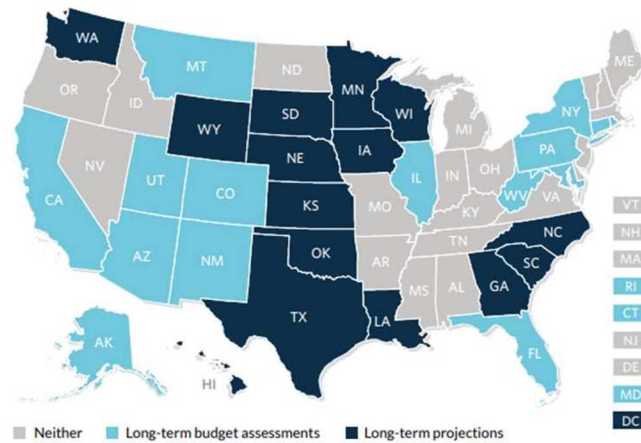 WA
MT
ND
MN
ME
OR
ID
SD
WI
NY
WY
MI
NE
IA
PA
NV
IL
IN
OH
UT
CO
WV
VA
VT
CA
KS
MO
KY
NH
NC
MA
TN
AZ
NM
OK
AR
SC
RI
MS
AL
GA
CT
TX
LA
NJ
AK
FL
DE
HI
MD
DC
Neither
Long-term budget assessments
Long-term projections